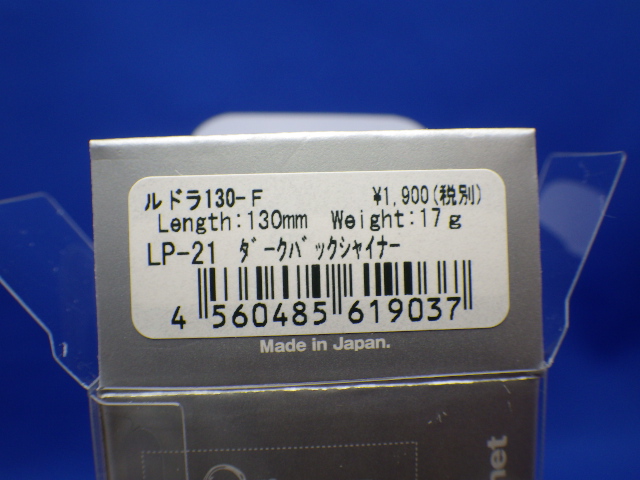 ルドラ130-F ¥1,900(税別)
Length:130mm Weight:17g
LP-21 ﾀﾞｰｸﾊﾞｯｸｼｬｲﾅｰ
4 560485 619037
Made in Japan.